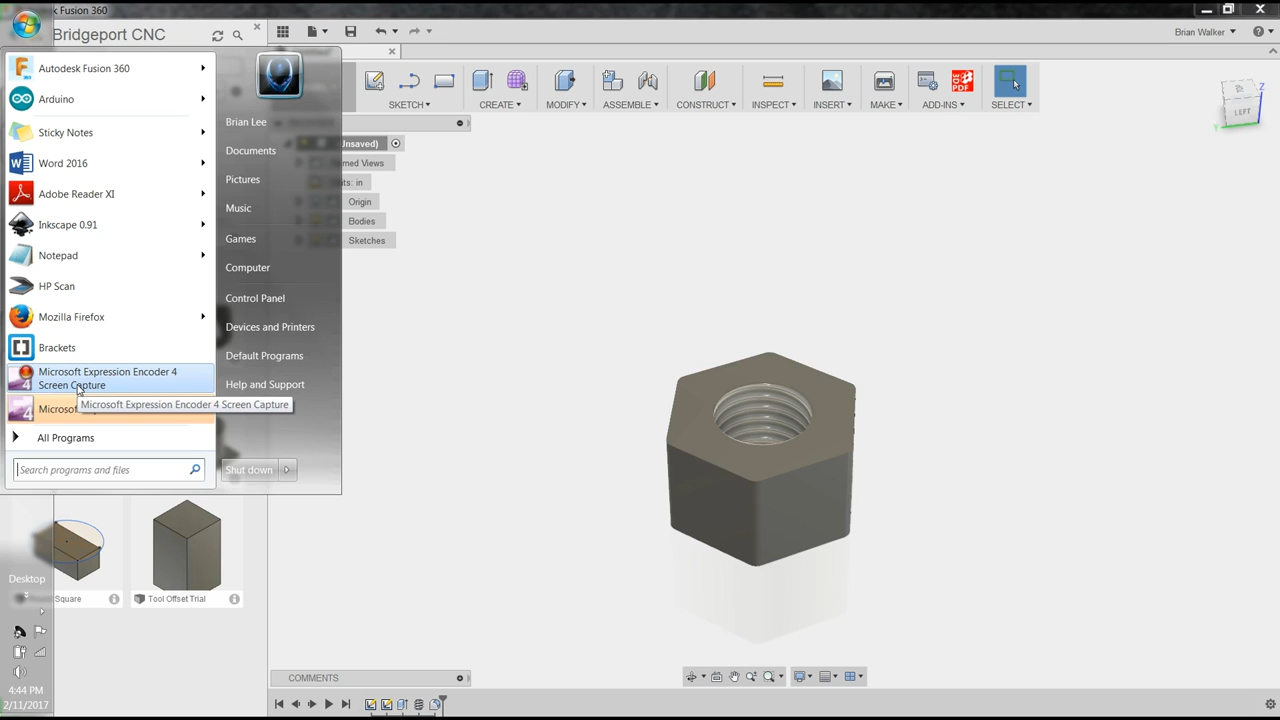 k Fusion 360
Bridgeport CNC
Brian Walker
SKETCH
CREATE
MODIFY
ASSEMBLE
CONSTRUCT
INSPECT
INSERT
MAKE
ADD-INS
SELECT
LEFT
Z
Y
Autodesk Fusion 360
Arduino
Sticky Notes
Word 2016
Adobe Reader XI
Inkscape 0.91
Notepad
HP Scan
Mozilla Firefox
Brackets
Microsoft Expression Encoder 4
Screen Capture
Microsoft Expression Encoder 4 Screen Capture
All Programs
Search programs and files
Brian Lee
Documents
Pictures
Music
Games
Computer
Control Panel
Devices and Printers
Default Programs
Help and Support
Shut down
Unsaved)
med Views
its: in
Origin
Bodies
Sketches
Square
Tool Offset Trial
Desktop
4:44 PM
2/11/2017
COMMENTS